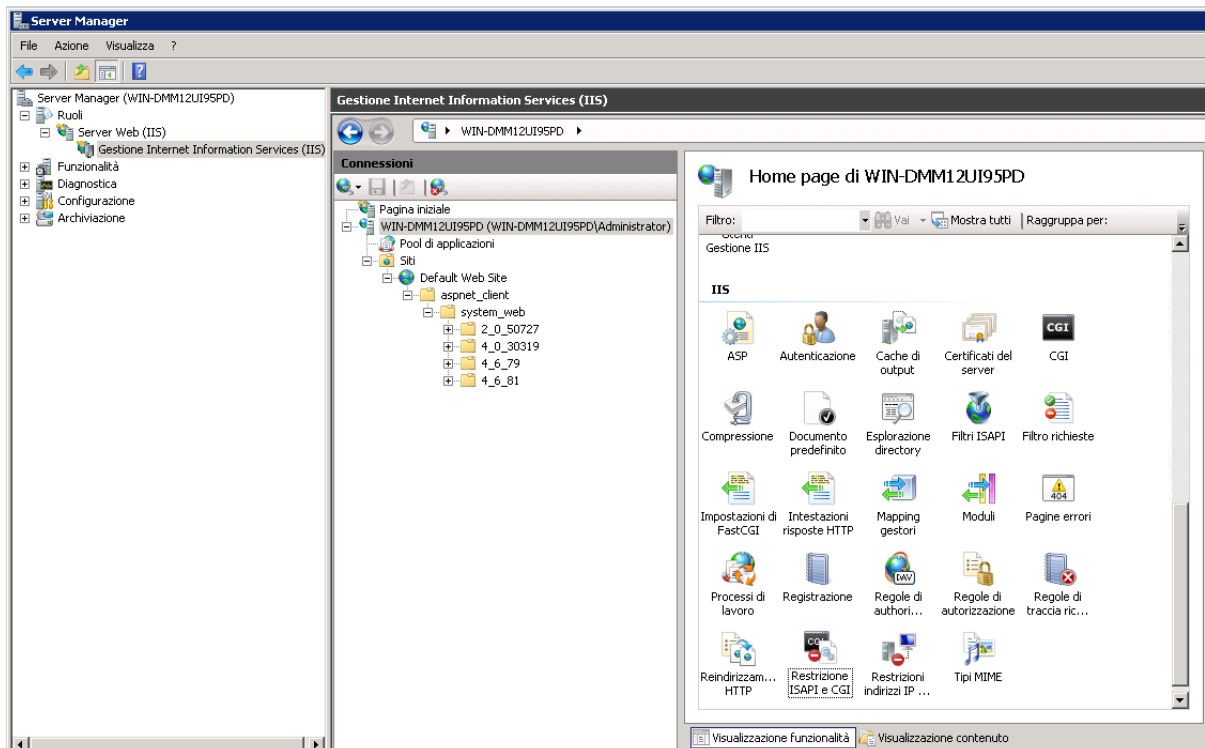 Server Manager
File Azione Visualizza ?
Server Manager (WIN-DMM12UI95PD)
Ruoli
Server Web (IIS)
Gestione Internet Information Services (IIS)
Funzionalità
Diagnostica
Configurazione
Archiviazione
Gestione Internet Information Services (IIS)
WIN-DMM12UI95PD
Connessioni
Pagina iniziale
WIN-DMM12UI95PD (WIN-DMM12UI95PD\Administrator)
Pool di applicazioni
Siti
Default Web Site
aspnet_client
system_web
2_0_50727
4_0_30319
4_6_79
4_6_81
Home page di WIN-DMM12UI95PD
Filtro: Vai Mostra tutti Raggruppa per:
Utenti
Gestione IIS
IIS
ASP Autenticazione Cache di Certificati del CGI
output server
CGI
Compressione Documento Esplorazione Filtri ISAPI Filtro richieste
predefinito directory
404
Impostazioni di Intestazioni Mapping Moduli Pagine errori
FastCGI risposte HTTP gestori
DAV
Processi di Registrazione Regole di Regole di Regole di
lavoro authori... autorizzazione traccia ric...
Reindirizzam... Restrizione Restrizioni Tipi MIME
HTTP ISAPI e CGI indirizzi IP ...
Visualizzazione funzionalità Visualizzazione contenuto